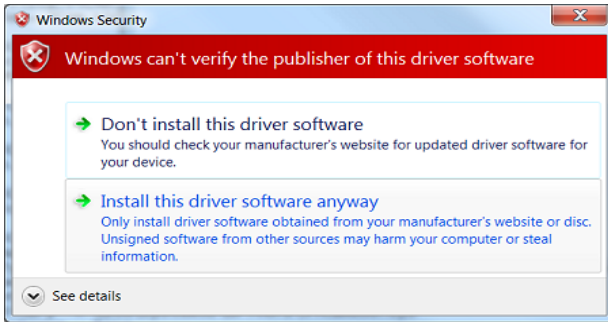 Windows Security
Windows can't verify the publisher of this driver software
Don't install this driver software
You should check your manufacturer's website for updated driver software for
your device.
Install this driver software anyway
Only install driver software obtained from your manufacturer's website or disc.
Unsigned software from other sources may harm your computer or steal
information.
See details